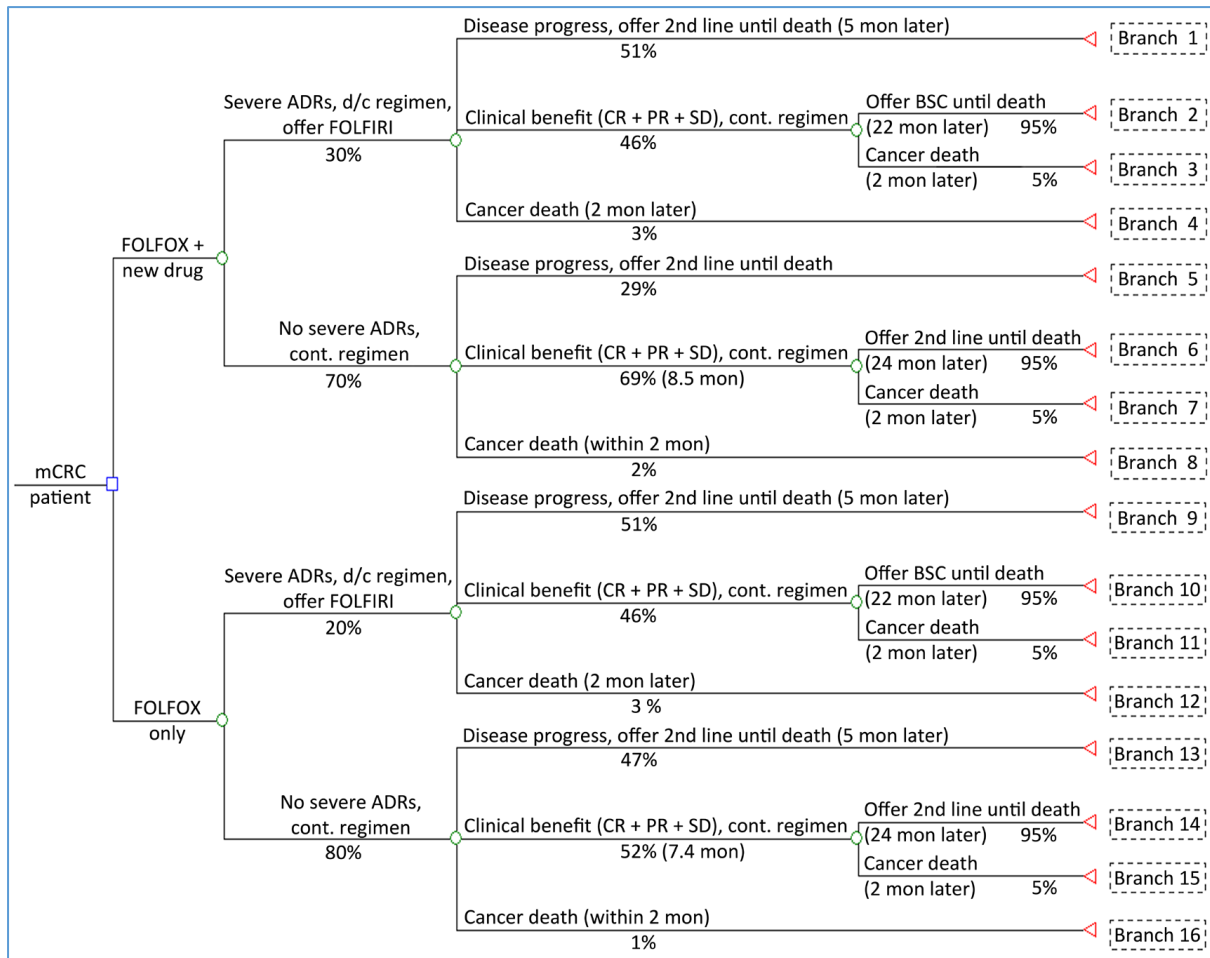 Disease progress, offer 2nd line until death (5 mon later)
51%
Branch 1
Severe ADRs, d/c regimen,
offer FOLFIRI
30%
Clinical benefit (CR + PR + SD), cont. regimen
46%
Offer BSC until death
(22 mon later) 95%
Branch 2
Cancer death
(2 mon later) 5%
Branch 3
Cancer death (2 mon later)
3%
Branch 4
FOLFOX +
new drug
Disease progress, offer 2nd line until death
29%
Branch 5
No severe ADRs,
cont. regimen
70%
Clinical benefit (CR + PR + SD), cont. regimen
69% (8.5 mon)
Offer 2nd line until death
(24 mon later) 95%
Branch 6
Cancer death
(2 mon later) 5%
Branch 7
Cancer death (within 2 mon)
2%
Branch 8
mCRC
patient
Disease progress, offer 2nd line until death (5 mon later)
51%
Branch 9
Severe ADRs, d/c regimen,
offer FOLFIRI
20%
Clinical benefit (CR + PR + SD), cont. regimen
46%
Offer BSC until death
(22 mon later) 95%
Branch 10
Cancer death
(2 mon later) 5%
Branch 11
Cancer death (2 mon later)
3 %
Branch 12
FOLFOX
only
Disease progress, offer 2nd line until death (5 mon later)
47%
Branch 13
No severe ADRs,
cont. regimen
80%
Clinical benefit (CR + PR + SD), cont. regimen
52% (7.4 mon)
Offer 2nd line until death
(24 mon later) 95%
Branch 14
Cancer death
(2 mon later) 5%
Branch 15
Cancer death (within 2 mon)
1%
Branch 16